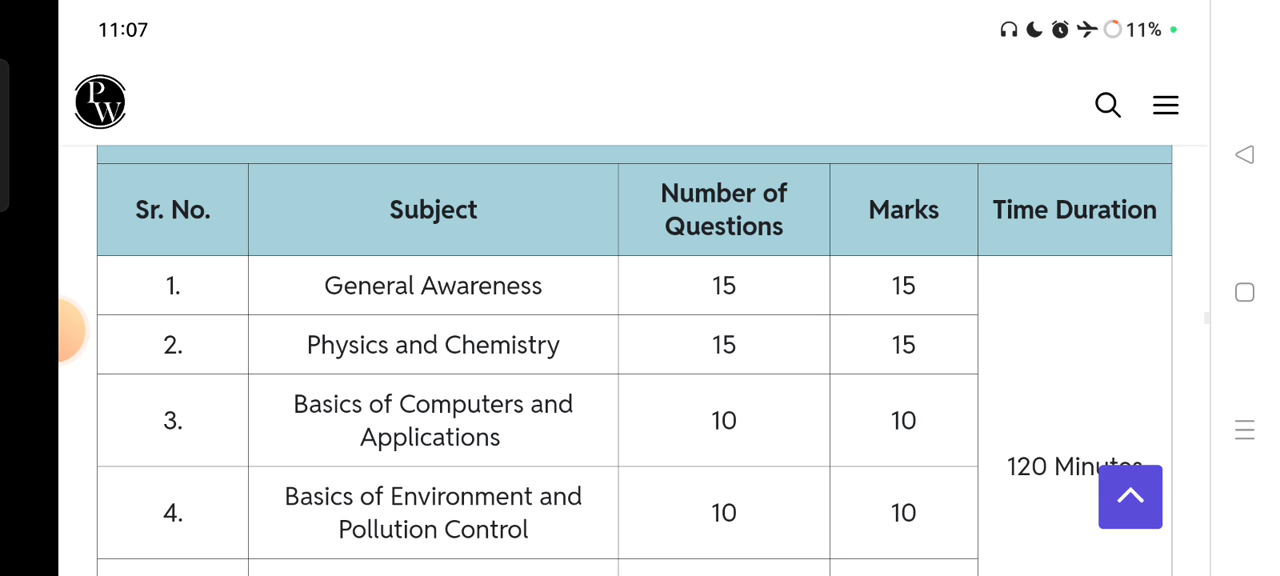 11:07
11%
PW
Sr. No.
Subject
Number of
Questions
Marks
Time Duration
1.
General Awareness
15
15
2.
Physics and Chemistry
15
15
3.
Basics of Computers and
Applications
10
10
120 Minutes
4.
Basics of Environment and
Pollution Control
10
10